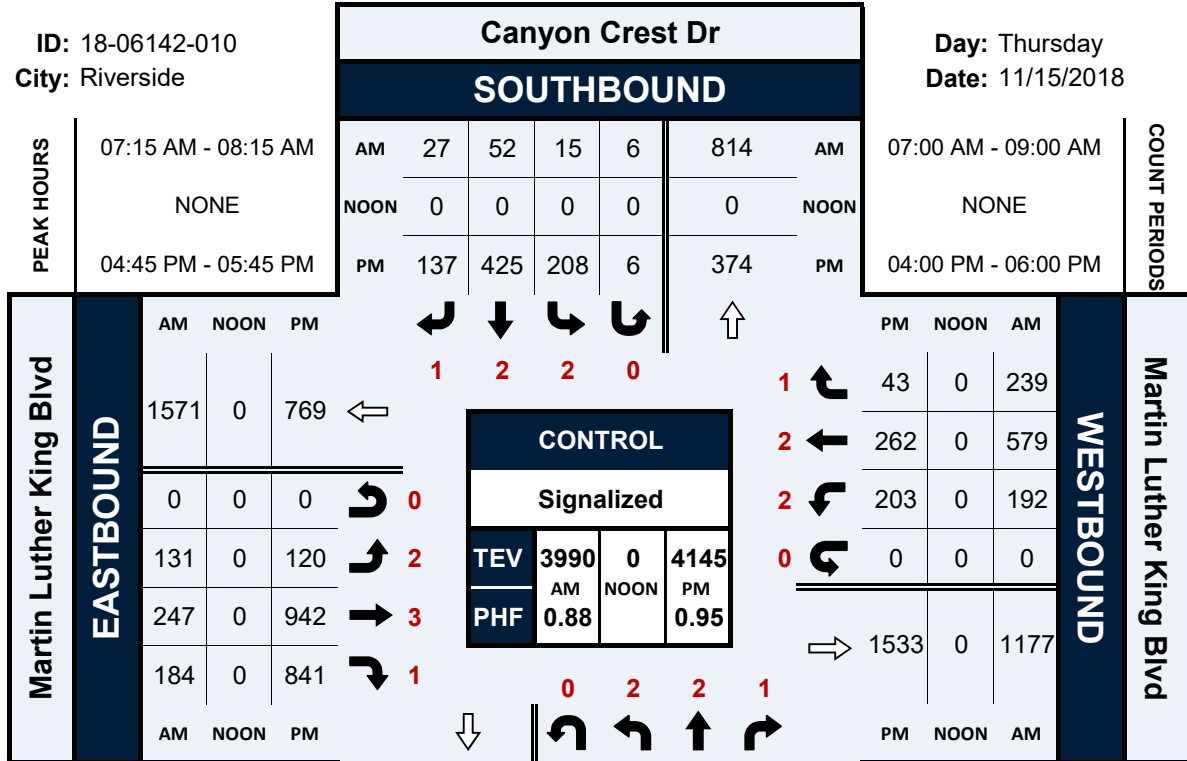 ID: 18-06142-010
City: Riverside
Canyon Crest Dr
SOUTHBOUND
Day: Thursday
Date: 11/15/2018
PEAK HOURS
07:15 AM - 08:15 AM
NONE
04:45 PM - 05:45 PM
AM 27 52 15 6 814 AM
NOON 0 0 0 0 0 NOON
PM 137 425 208 6 374 PM
07:00 AM - 09:00 AM
NONE
04:00 PM - 06:00 PM
COUNT PERIODS
1 2 2 0
Martin Luther King Blvd
EASTBOUND
AM NOON PM
1571 0 769
0 0 0 0
131 0 120 2
247 0 942 3
184 0 841 1
AM NOON PM
CONTROL
Signalized
TEV 3990 0 4145
AM NOON PM
PHF 0.88 0.95
PM NOON AM
1 43 0 239
2 262 0 579
2 203 0 192
0 0 0 0
1533 0 1177
PM NOON AM
WESTBOUND
Martin Luther King Blvd
0 2 2 1